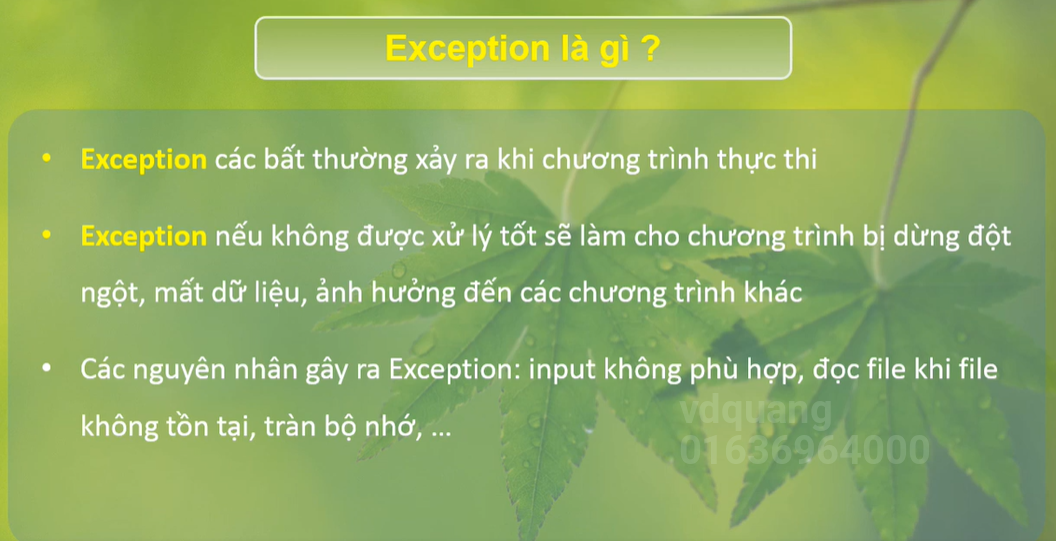 Exception là gì ?
• Exception các bất thường xảy ra khi chương trình thực thi
• Exception nếu không được xử lý tốt sẽ làm cho chương trình bị dừng đột
ngột, mất dữ liệu, ảnh hưởng đến các chương trình khác
• Các nguyên nhân gây ra Exception: input không phù hợp, đọc file khi file
không tồn tại, tràn bộ nhớ, ...
vdquang
01636964000